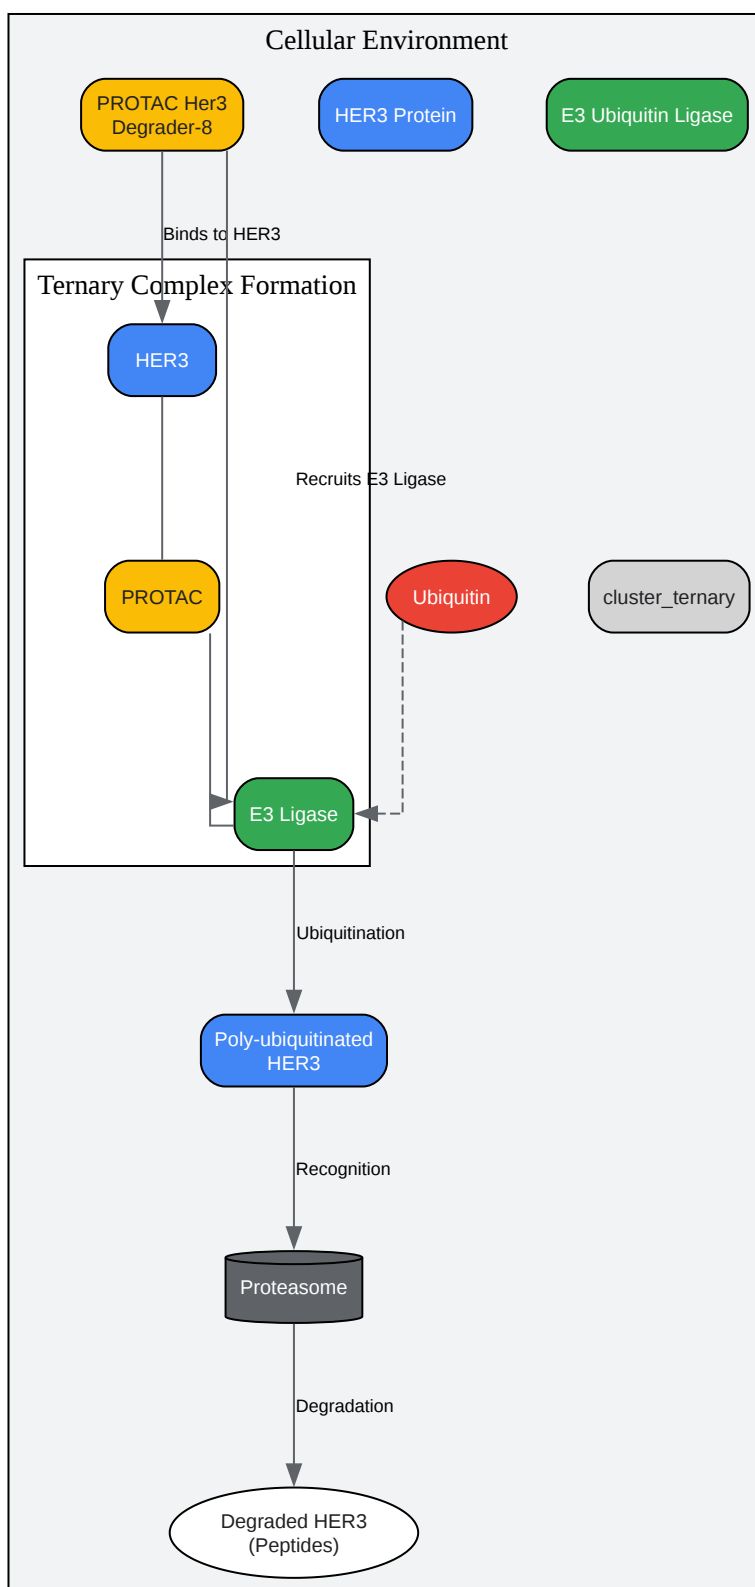 Cellular Environment
PROTAC Her3
Degrader-8
HER3 Protein
E3 Ubiquitin Ligase
Binds to HER3
Ternary Complex Formation
HER3
Recruits E3 Ligase
PROTAC
Ubiquitin
cluster_ternary
E3 Ligase
Ubiquitination
Poly-ubiquitinated
HER3
Recognition
Proteasome
Degradation
Degraded HER3
(Peptides)